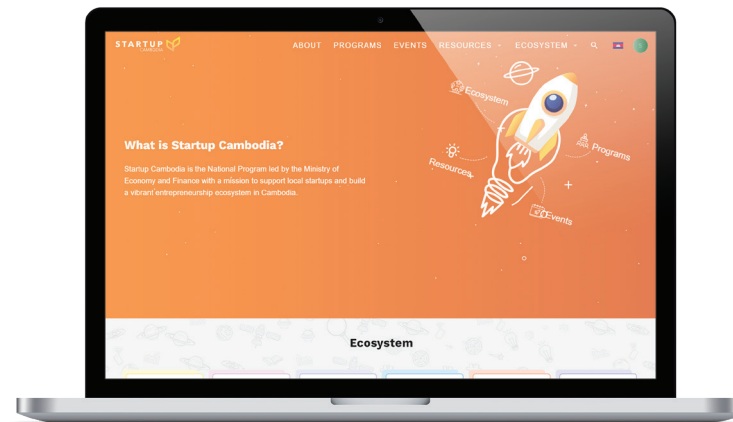 STARTUP
CAMBODIA
ABOUT PROGRAMS EVENTS RESOURCES ECOSYSTEM
What is Startup Cambodia?
Startup Cambodia is the National Program led by the Ministry of
Economy and Finance with a mission to support local startups and build
a vibrant entrepreneurship ecosystem in Cambodia.
Ecosystem
Programs
Resources
Events
Ecosystem